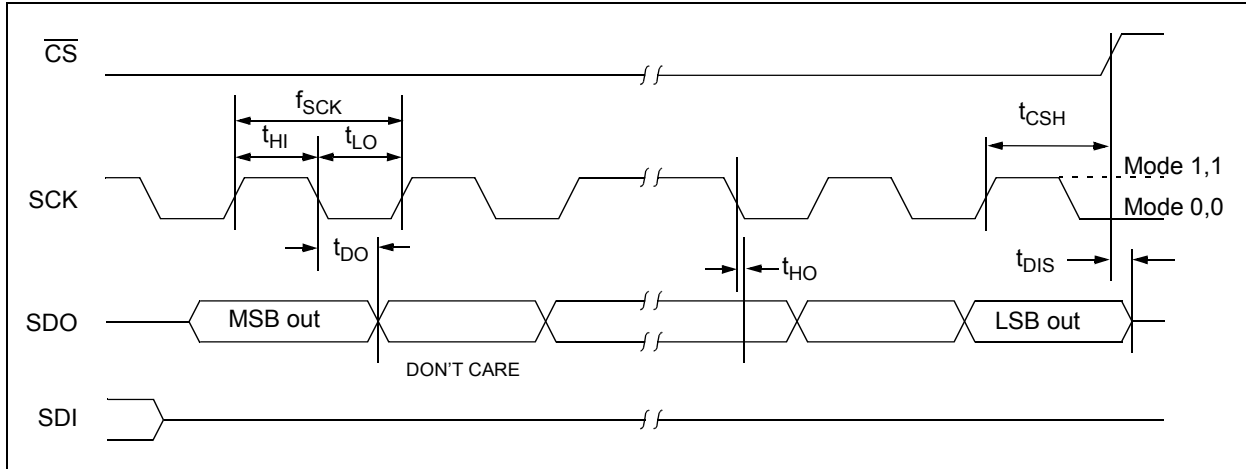 CS
fSCK
tHI tLO
tCSH
SCK
Mode 1,1
Mode 0,0
tDO
tHO
tDIS
SDO
MSB out
LSB out
DON'T CARE
SDI